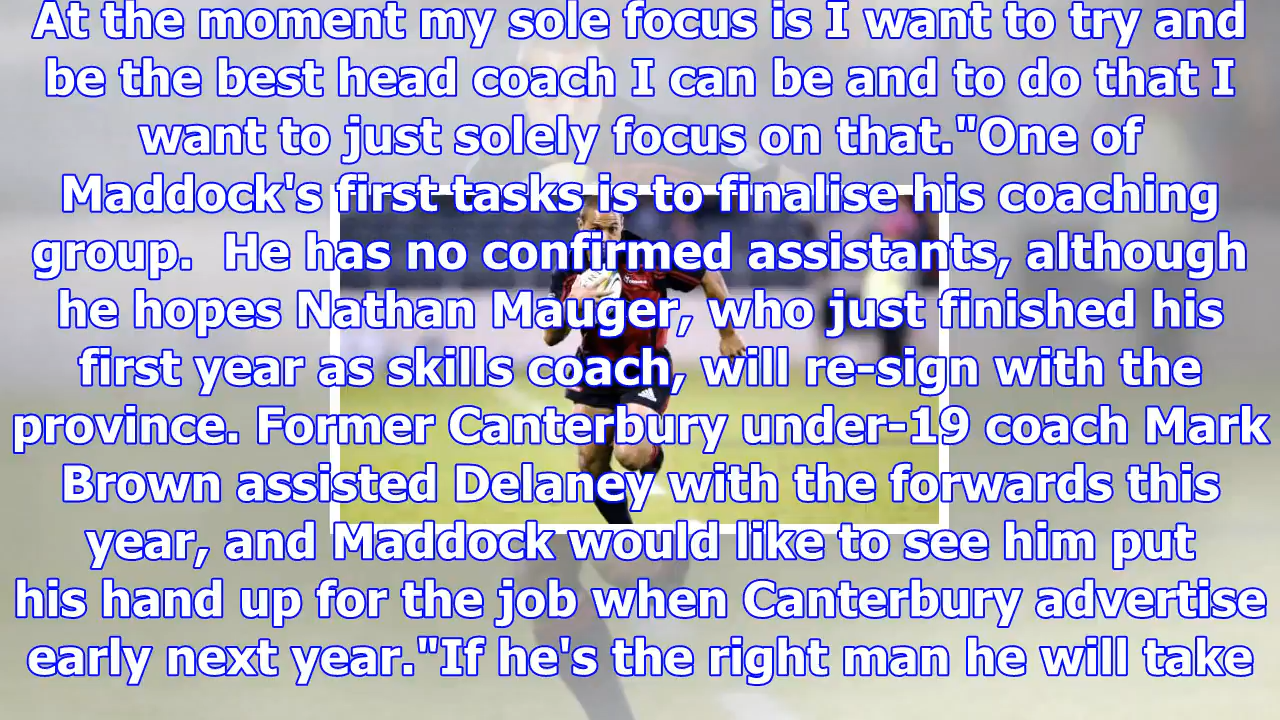 At the moment my sole focus is I want to try and
be the best head coach I can be and to do that I
want to just solely focus on that."One of
Maddock's first tasks is to finalise his coaching
group.  He has no confirmed assistants, although
he hopes Nathan Mauger, who just finished his
first year as skills coach, will re-sign with the
province. Former Canterbury under-19 coach Mark
Brown assisted Delaney with the forwards this
year, and Maddock would like to see him put
his hand up for the job when Canterbury advertise
early next year."If he's the right man he will take